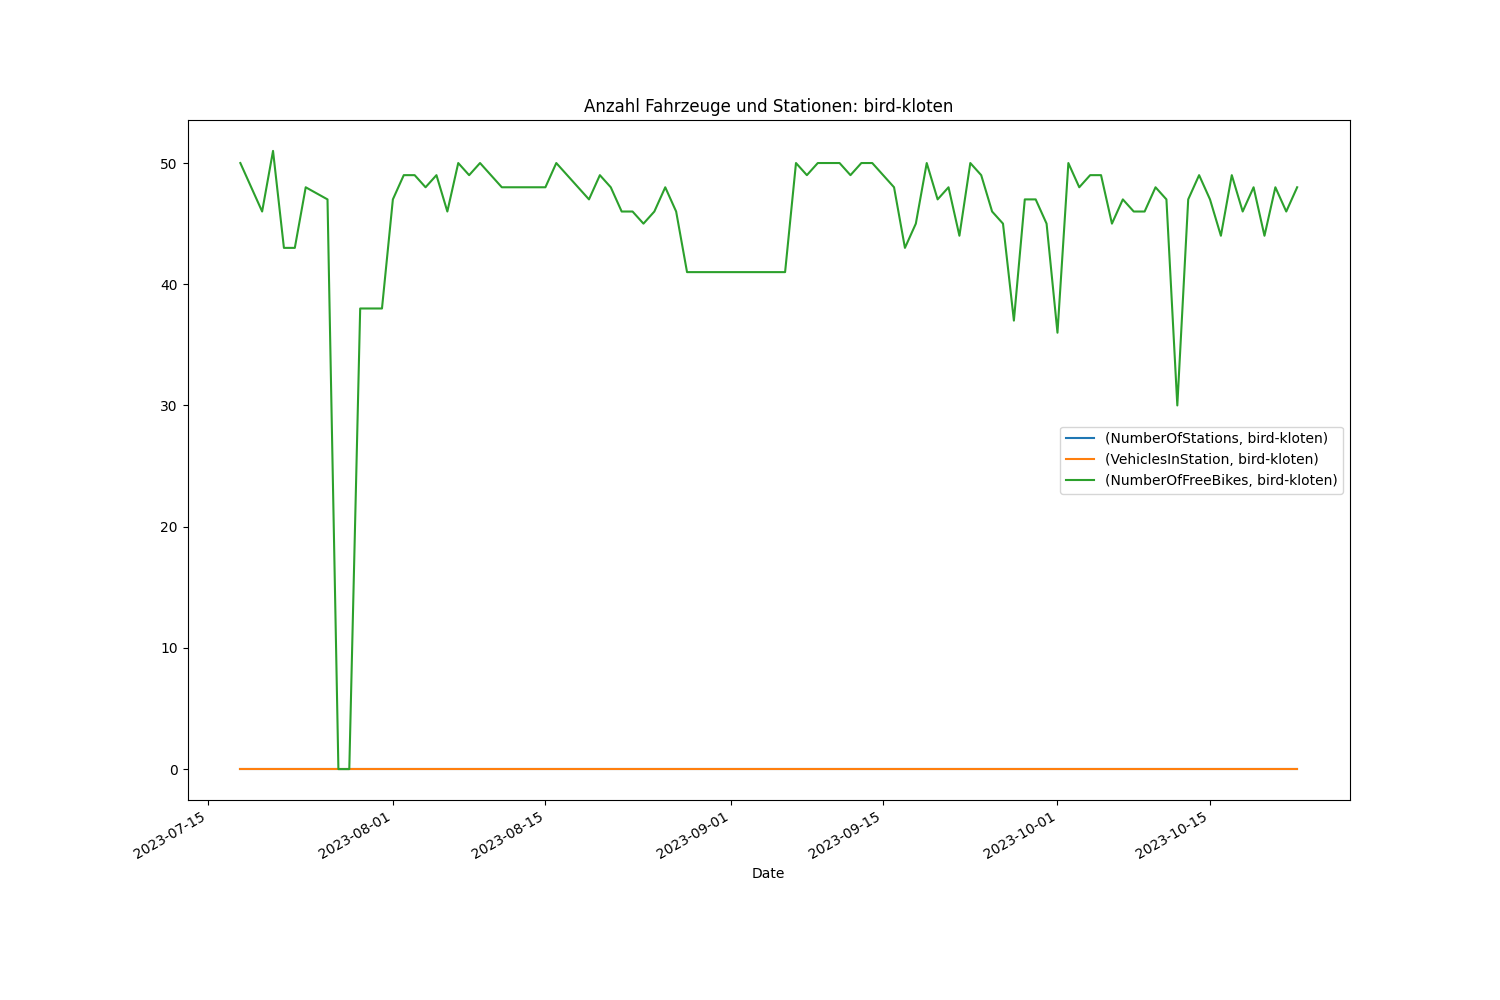 Anzahl Fahrzeuge und Stationen: bird-kloten
50
40
30
20
10
0
(NumberOfStations, bird-kloten)
(VehiclesInStation, bird-kloten)
(NumberOfFreeBikes, bird-kloten)
2023-07-15
2023-08-01
2023-08-15
2023-09-01
2023-09-15
2023-10-01
2023-10-15
Date